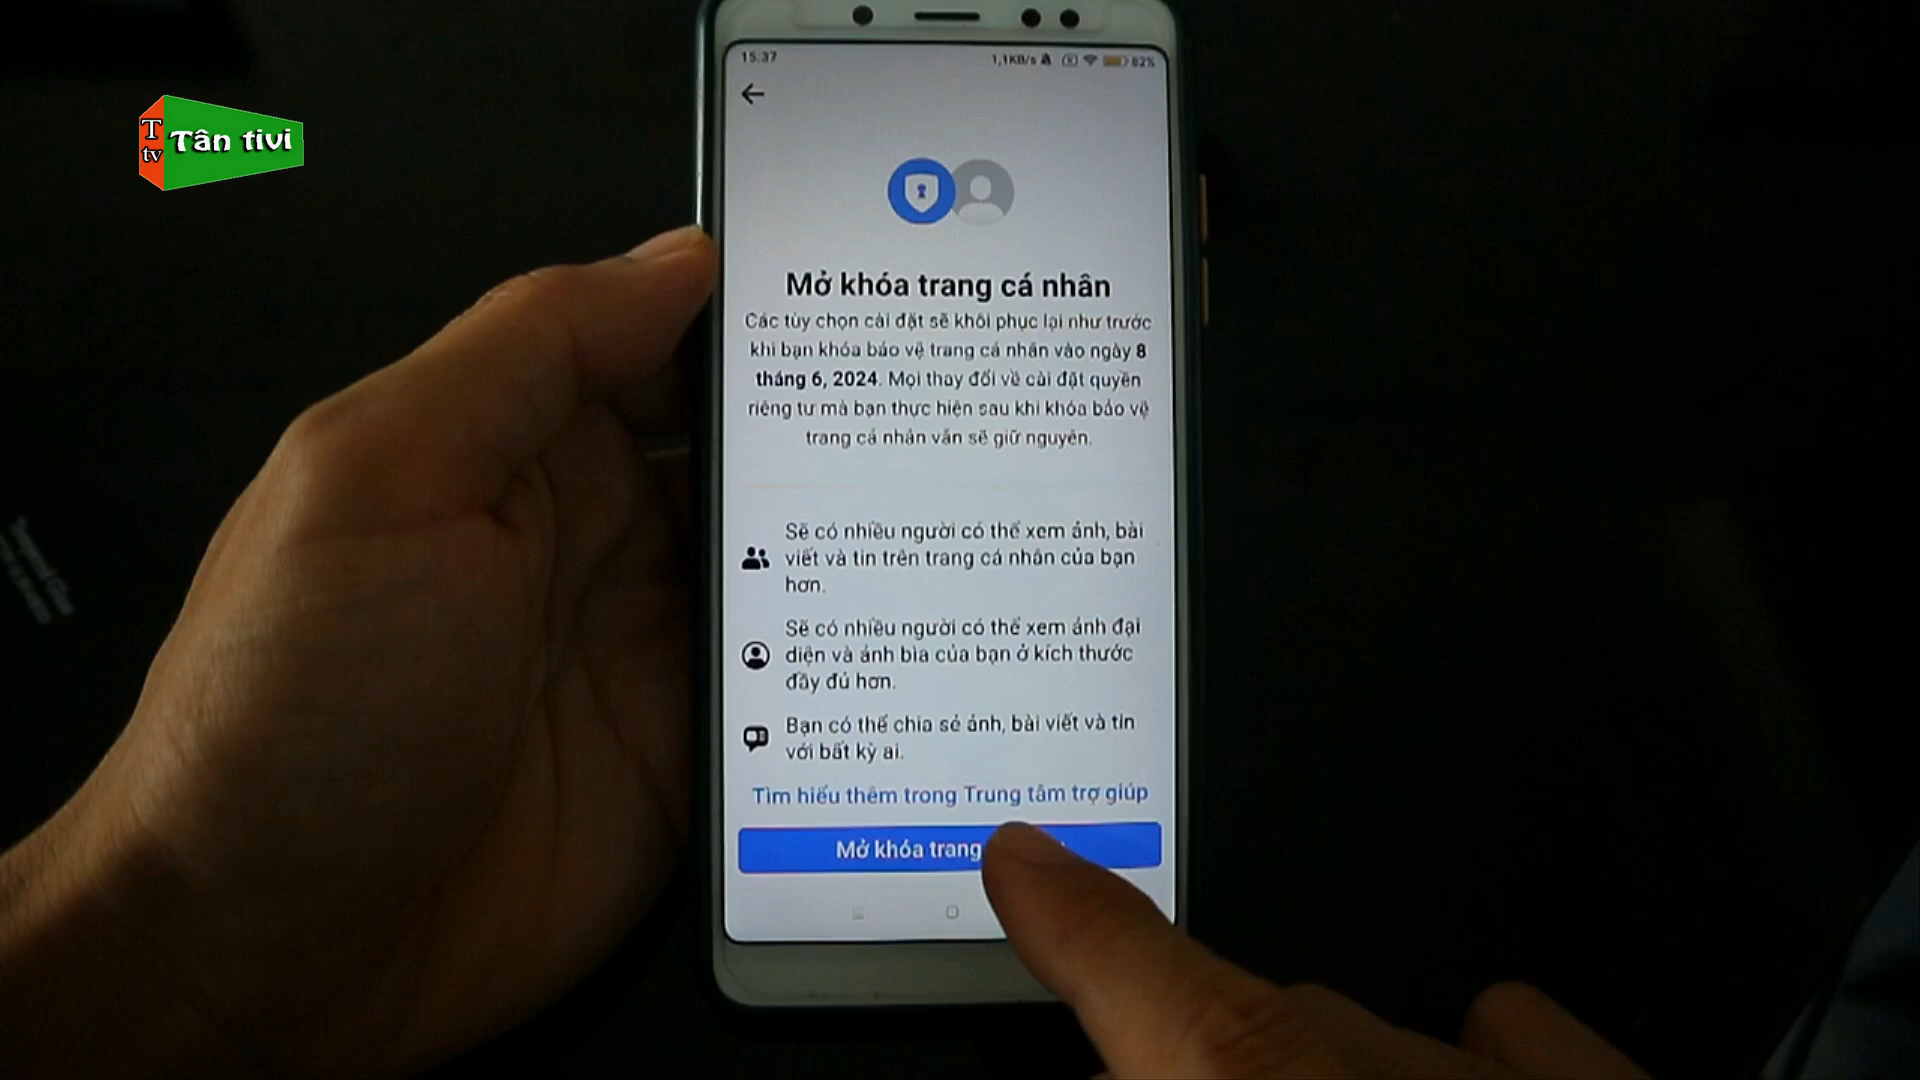 15:37
1,1KB/s
82%
T
tv
Tân tivi
Mở khóa trang cá nhân
Các tùy chọn cài đặt sẽ khôi phục lại như trước
khi bạn khóa bảo vệ trang cá nhân vào ngày 8
tháng 6, 2024. Mọi thay đổi về cài đặt quyền
riêng tư mà bạn thực hiện sau khi khóa bảo vệ
trang cá nhân vẫn sẽ giữ nguyên.
Sẽ có nhiều người có thể xem ảnh, bài
viết và tin trên trang cá nhân của bạn
hơn.
Sẽ có nhiều người có thể xem ảnh đại
diện và ảnh bìa của bạn ở kích thước
đầy đủ hơn.
Bạn có thể chia sẻ ảnh, bài viết và tin
với bất kỳ ai.
Tìm hiểu thêm trong Trung tâm trợ giúp
Mở khóa trang